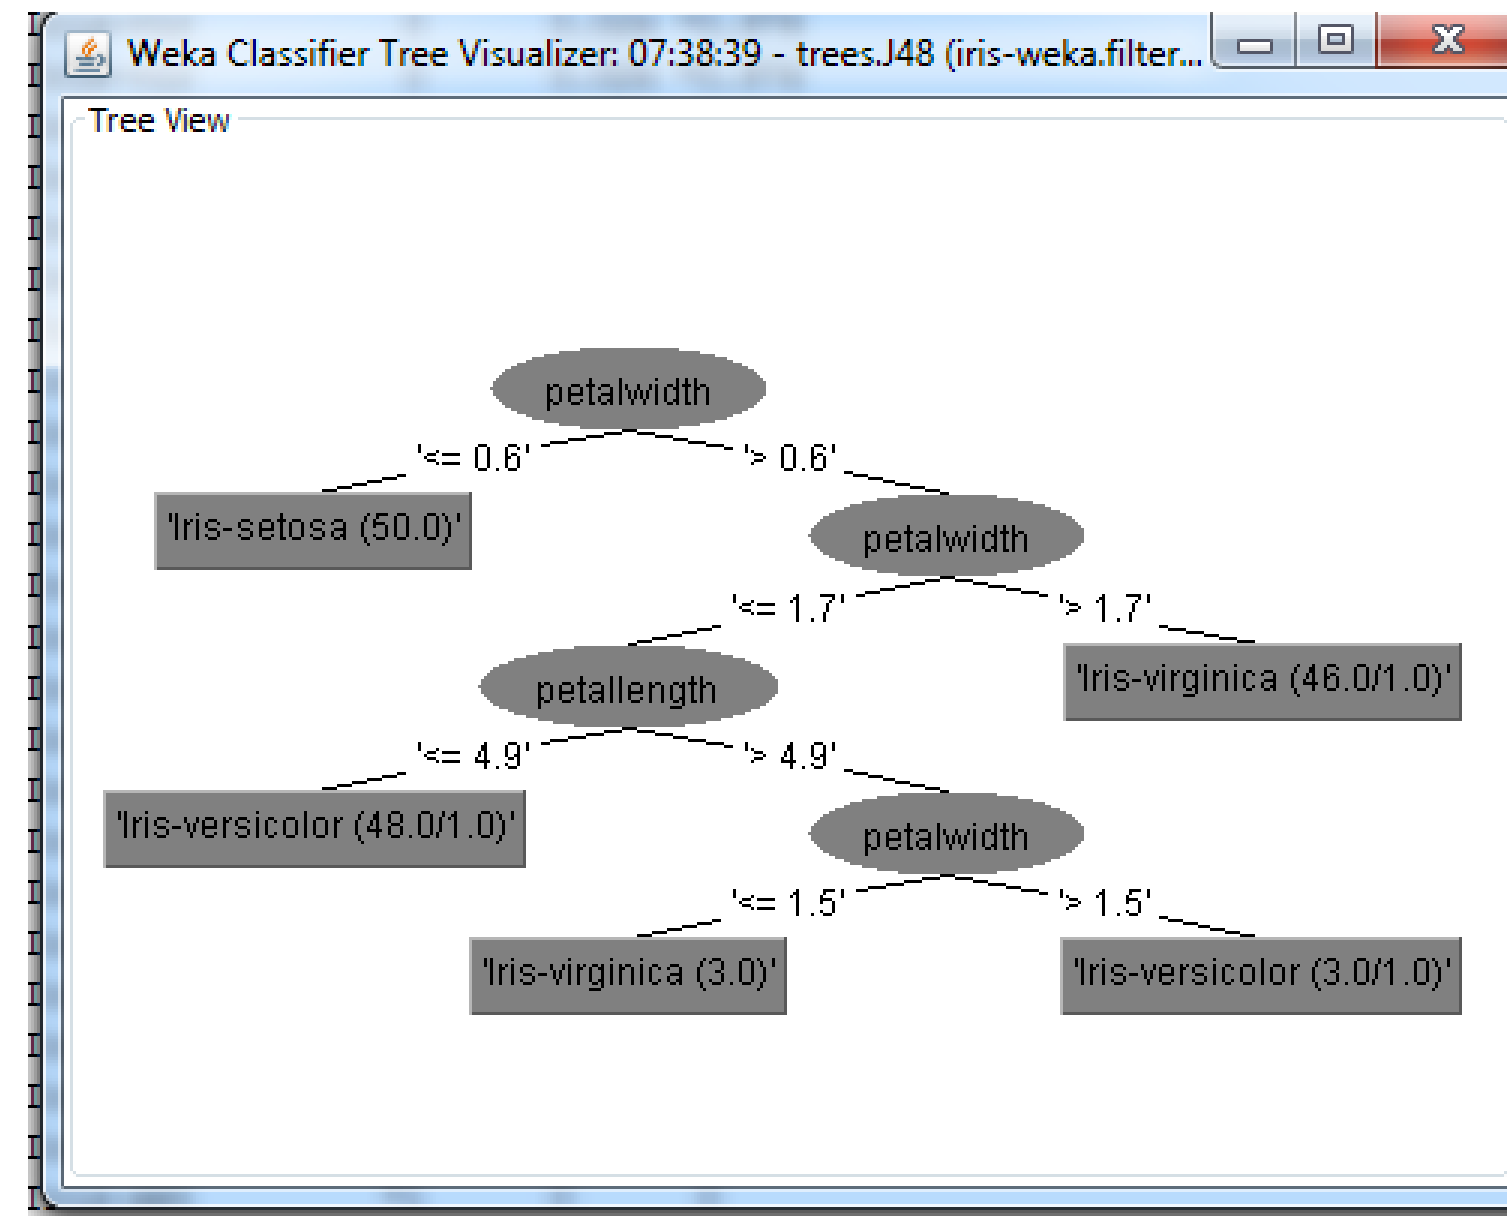 Weka Classifier Tree Visualizer: 07:38:39 - trees.J48 (iris-weka.filter...
Tree View
petalwidth
'<= 0.6' '> 0.6'
'Iris-setosa (50.0)'
petalwidth
'<= 1.7' '> 1.7'
petallength
'Iris-virginica (46.0/1.0)'
'<= 4.9' '> 4.9'
'Iris-versicolor (48.0/1.0)'
petalwidth
'<= 1.5' '> 1.5'
'Iris-virginica (3.0)' 'Iris-versicolor (3.0/1.0)'